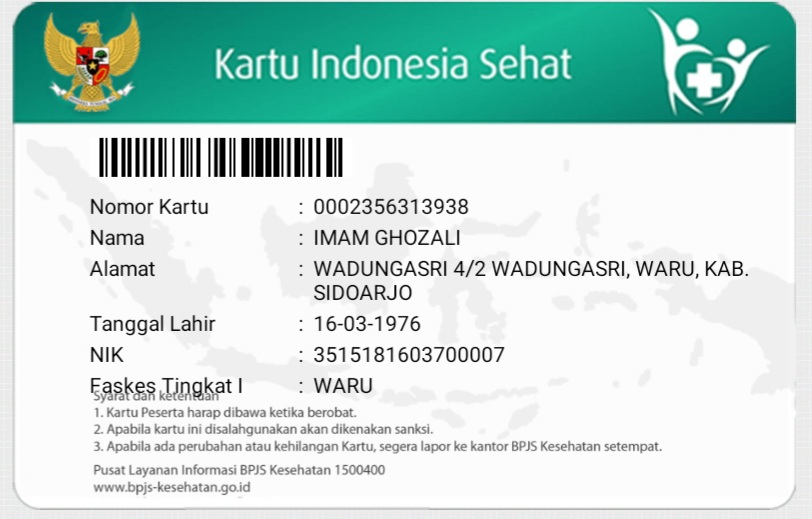 Kartu Indonesia Sehat
Nomor Kartu : 0002356313938
Nama : IMAM GHOZALI
Alamat : WADUNGASRI 4/2 WADUNGASRI, WARU, KAB.
SIDOARJO
Tanggal Lahir : 16-03-1976
NIK : 3515181603700007
Faskes Tingkat I : WARU
Syarat dan ketentuan
1. Kartu Peserta harap dibawa ketika berobat.
2. Apabila kartu ini disalahgunakan akan dikenakan sanksi.
3. Apabila ada perubahan atau kehilangan Kartu, segera lapor ke kantor BPJS Kesehatan setempat.
Pusat Layanan Informasi BPJS Kesehatan 1500400
www.bpjs-kesehatan.go.id